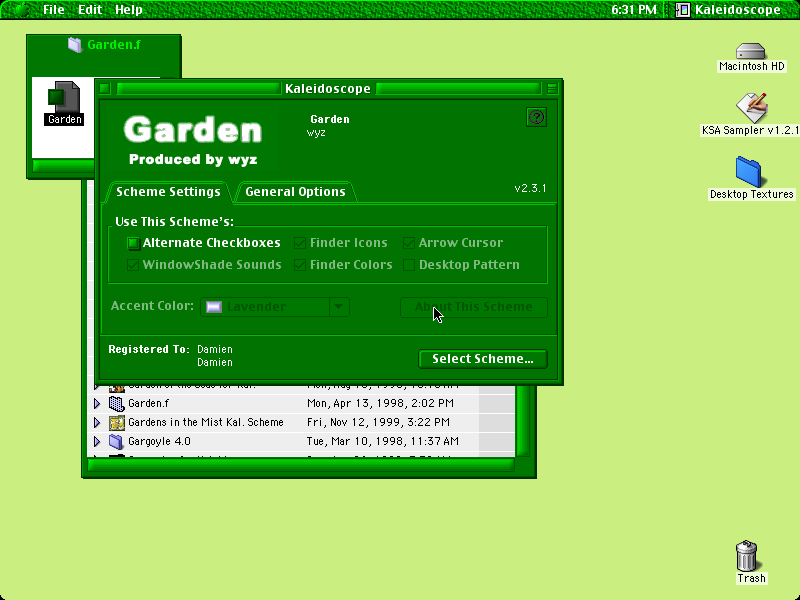 File Edit Help 6:31 PM Kaleidoscope
Garden.f
Garden
Macintosh HD
KSA Sampler v1.2.1
Desktop Textures
Trash
Kaleidoscope
Garden
Produced by wyz
Garden
wyz
?
Scheme Settings General Options v2.3.1
Use This Scheme's:
Alternate Checkboxes Finder Icons Arrow Cursor
WindowShade Sounds Finder Colors Desktop Pattern
Accent Color: Lavender About This Scheme
Registered To: Damien
Damien
Select Scheme...
Garden.f Mon, Apr 13, 1998, 2:02 PM
Gardens in the Mist Kal. Scheme Fri, Nov 12, 1999, 3:22 PM
Gargoyle 4.0 Tue, Mar 10, 1998, 11:37 AM